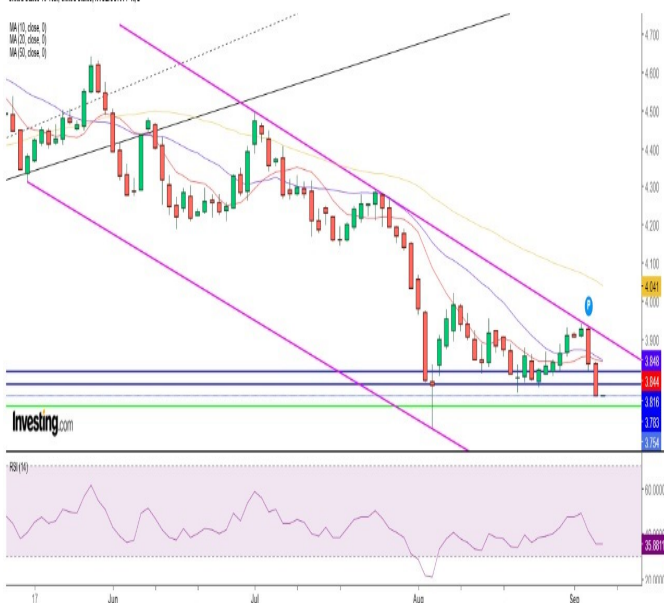 MA (10, close, 0)
MA (20, close, 0)
MA (50, close, 0)
4.700
4.600
4.500
4.400
4.300
4.200
4.100
4.041
4.000
P
3.900
3.848
3.844
3.816
3.783
3.754
Investing.com
RSI (14)
60.0000
40.0000
35.8811
20.0000
17 Jun Jul Aug Sep